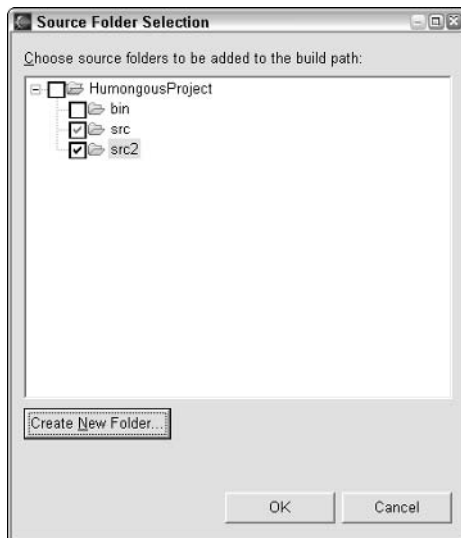 Source Folder Selection
Choose source folders to be added to the build path:
HumongousProject
bin
src
src2
Create New Folder...
OK
Cancel